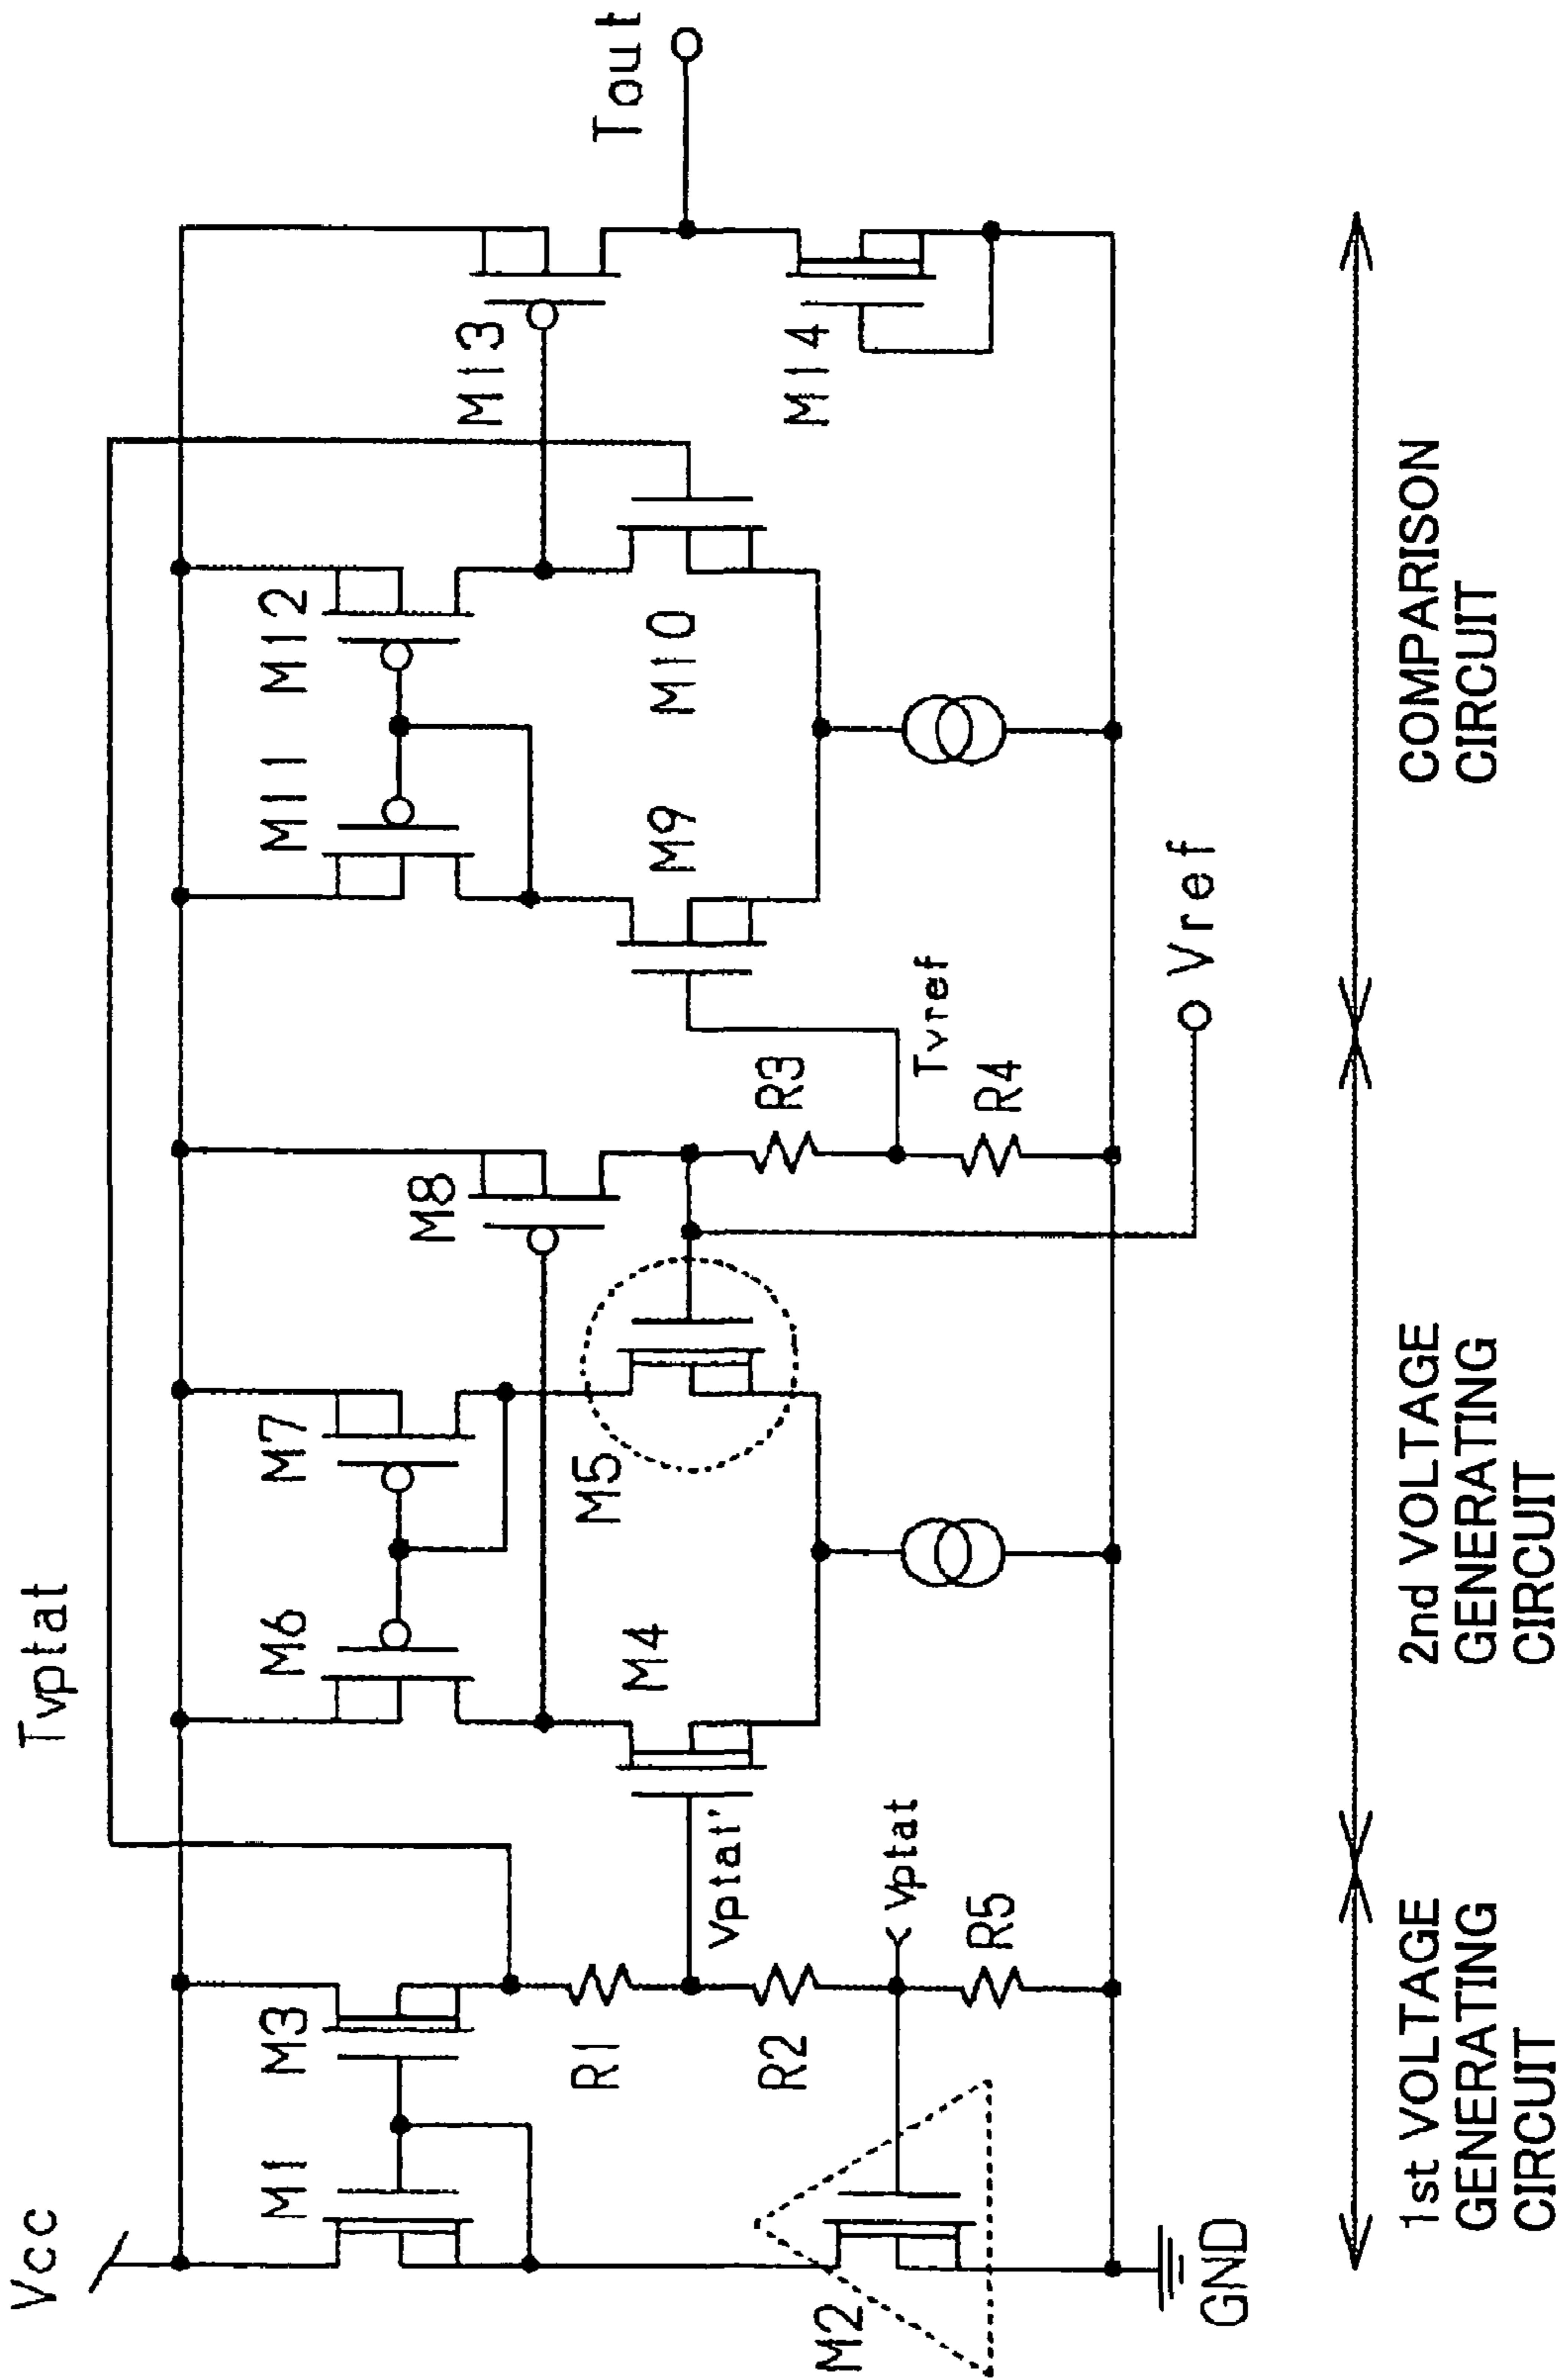 Vcc
M1
M3
Tvptat
M6
M7
M8
M11
M12
M13
Tout
R1
Vptat'
M4
M5
M9
M10
M2
R2
Vptat
R5
R3
Tvref
R4
M14
GND
Vref
1st VOLTAGE
GENERATING
CIRCUIT
2nd VOLTAGE
GENERATING
CIRCUIT
COMPARISON
CIRCUIT